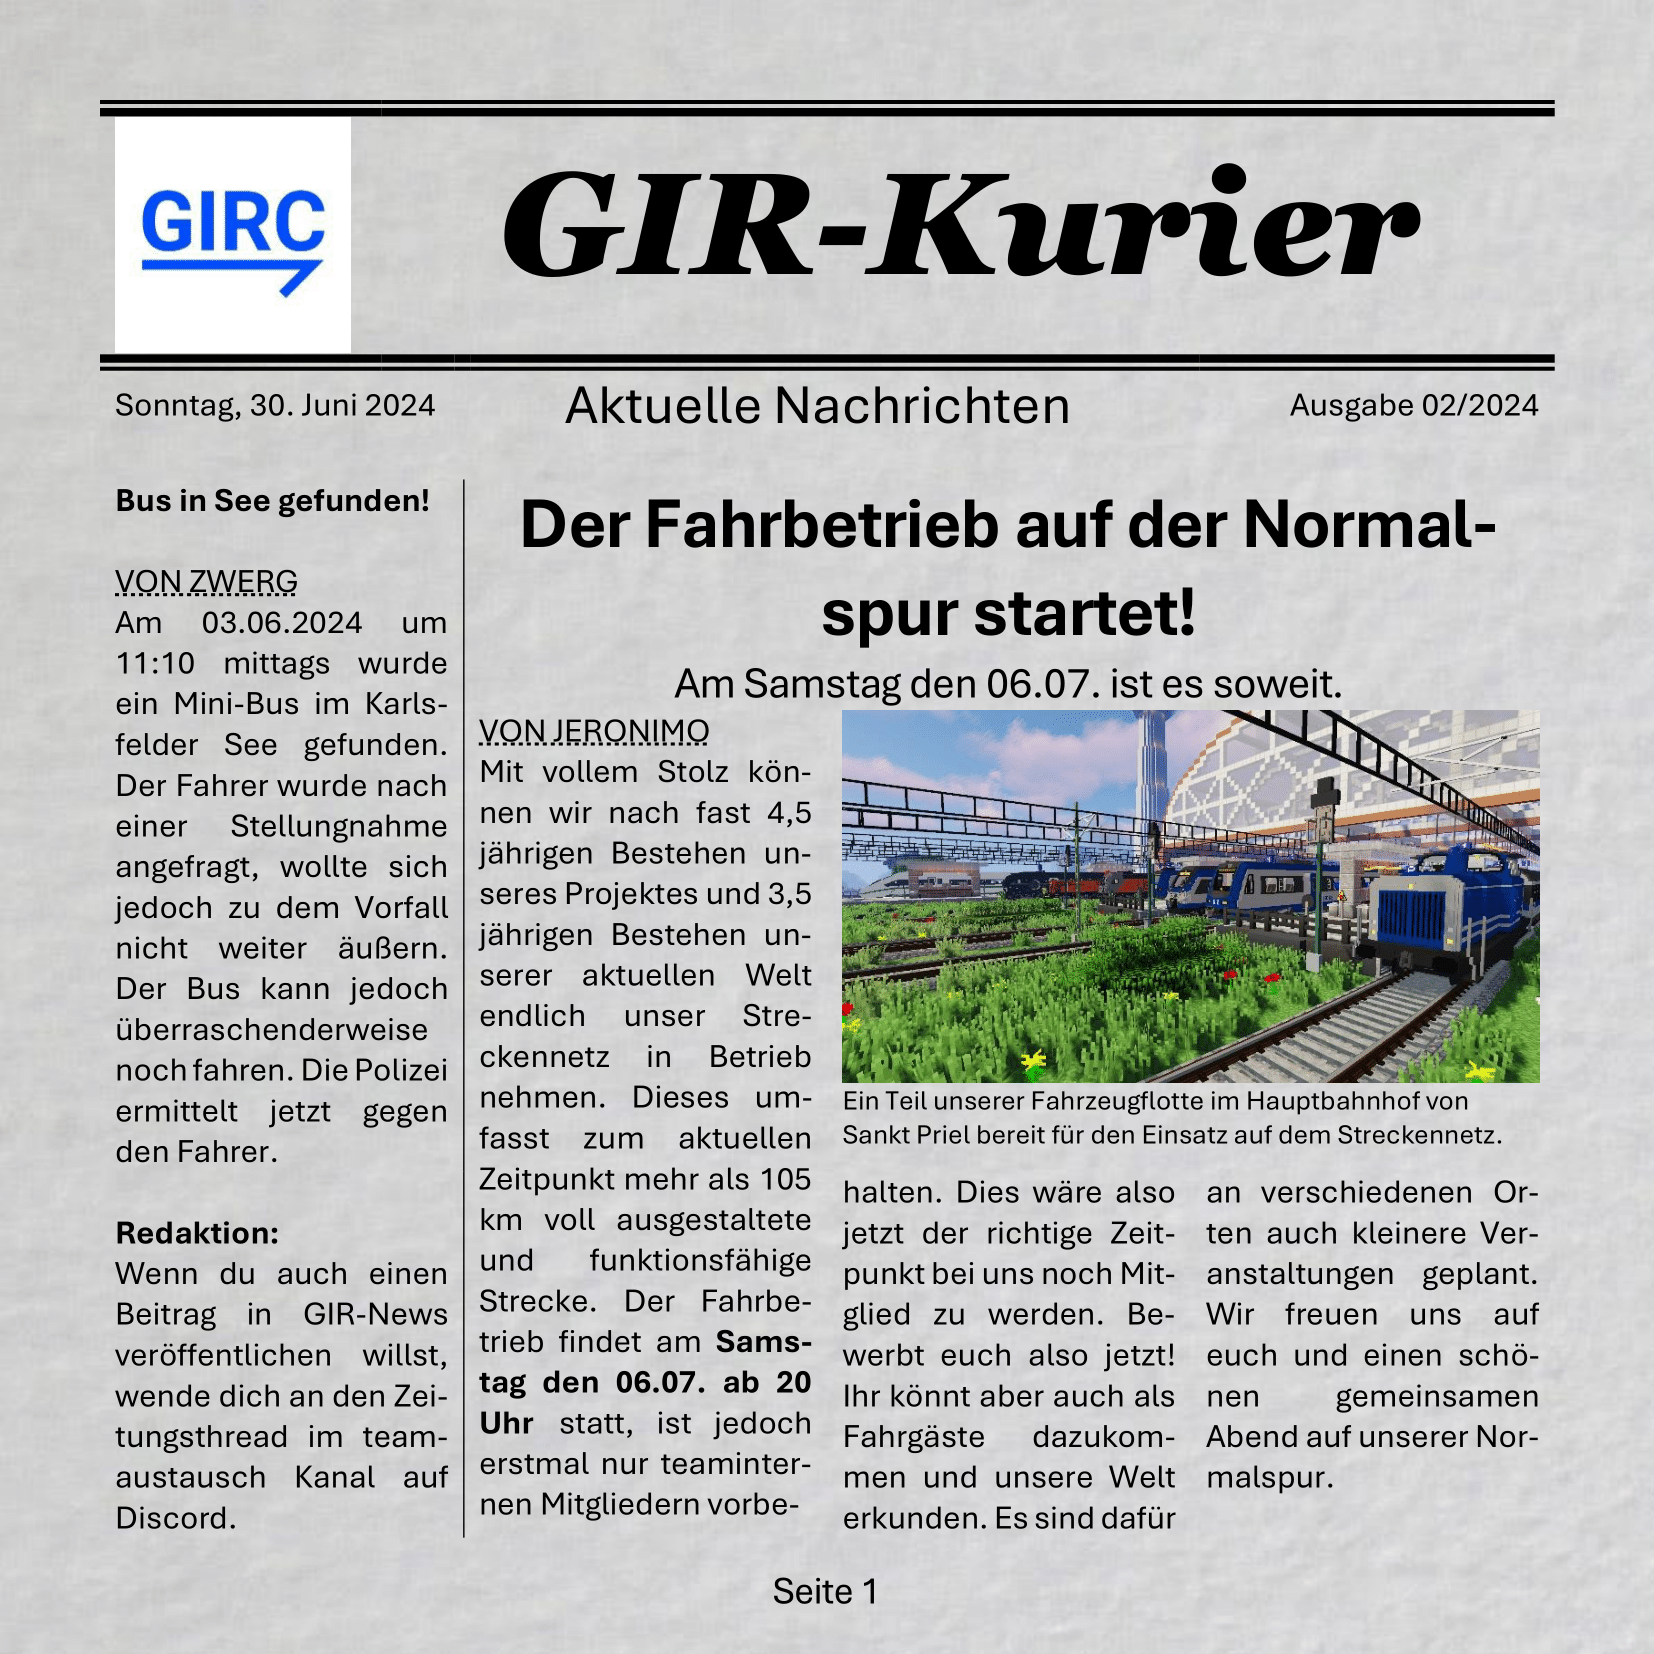 GIRC
GIR-Kurier
Sonntag, 30. Juni 2024
Aktuelle Nachrichten
Ausgabe 02/2024
Bus in See gefunden!
VON ZWERG
Am 03.06.2024 um
11:10 mittags wurde
ein Mini-Bus im Karls-
felder See gefunden.
Der Fahrer wurde nach
einer Stellungnahme
angefragt, wollte sich
jedoch zu dem Vorfall
nicht weiter äußern.
Der Bus kann jedoch
überraschenderweise
noch fahren. Die Polizei
ermittelt jetzt gegen
den Fahrer.
Redaktion:
Wenn du auch einen
Beitrag in GIR-News
veröffentlichen willst,
wende dich an den Zei-
tungsthread im team-
austausch Kanal auf
Discord.
Der Fahrbetrieb auf der Normal-
spur startet!
Am Samstag den 06.07. ist es soweit.
VON JERONIMO
Mit vollem Stolz kön-
nen wir nach fast 4,5
jährigen Bestehen un-
seres Projektes und 3,5
jährigen Bestehen un-
serer aktuellen Welt
endlich unser Stre-
ckennetz in Betrieb
nehmen. Dieses um-
fasst zum aktuellen
Zeitpunkt mehr als 105
km voll ausgestaltete
und funktionsfähige
Strecke. Der Fahrbe-
trieb findet am Sams-
tag den 06.07. ab 20
Uhr statt, ist jedoch
erstmal nur teaminter-
nen Mitgliedern vorbe-
Ein Teil unserer Fahrzeugflotte im Hauptbahnhof von
Sankt Priel bereit für den Einsatz auf dem Streckennetz.
halten. Dies wäre also
jetzt der richtige Zeit-
punkt bei uns noch Mit-
glied zu werden. Be-
werbt euch also jetzt!
Ihr könnt aber auch als
Fahrgäste dazukom-
men und unsere Welt
erkunden. Es sind dafür
an verschiedenen Or-
ten auch kleinere Ver-
anstaltungen geplant.
Wir freuen uns auf
euch und einen schö-
nen gemeinsamen
Abend auf unserer Nor-
malspur.
Seite 1